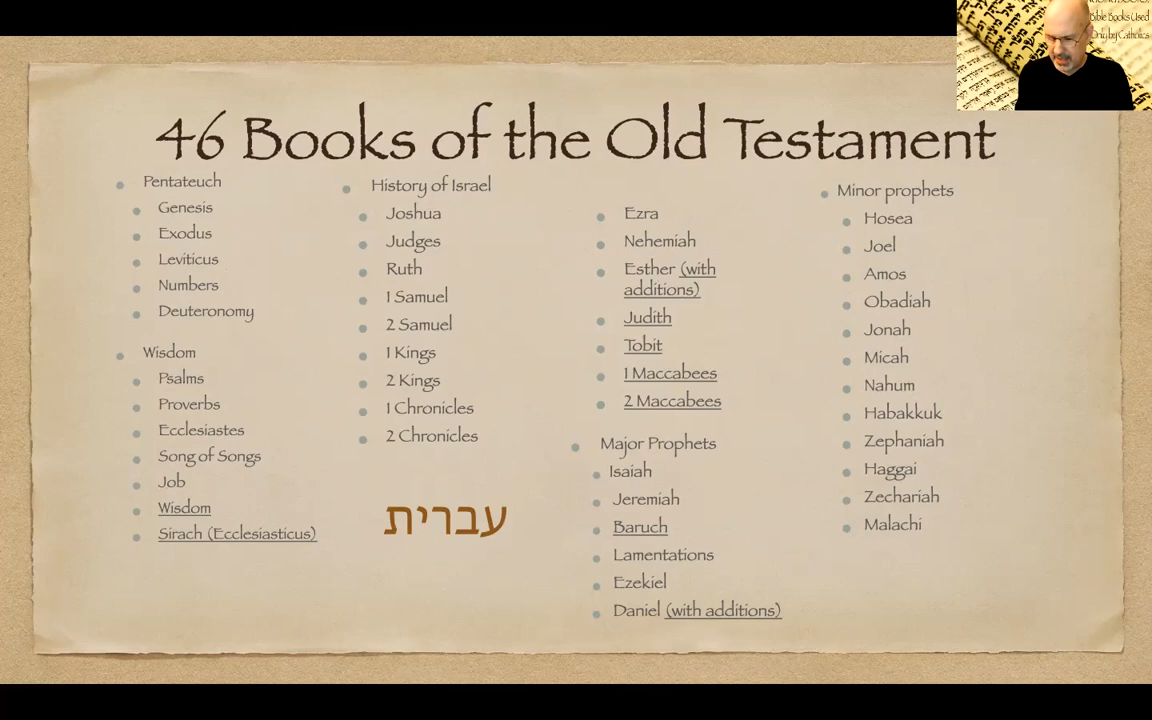 46 Books of the Old Testament
Pentateuch
Genesis
Exodus
Leviticus
Numbers
Deuteronomy
Wisdom
Psalms
Proverbs
Ecclesiastes
Song of Songs
Job
Wisdom
Sirach (Ecclesiasticus)
History of Israel
Joshua
Judges
Ruth
1 Samuel
2 Samuel
1 Kings
2 Kings
1 Chronicles
2 Chronicles
עברית
Ezra
Nehemiah
Esther (with
additions)
Judith
Tobit
1 Maccabees
2 Maccabees
Major Prophets
Isaiah
Jeremiah
Baruch
Lamentations
Ezekiel
Daniel (with additions)
Minor prophets
Hosea
Joel
Amos
Obadiah
Jonah
Micah
Nahum
Habakkuk
Zephaniah
Haggai
Zechariah
Malachi
Bible Books Used
Only by Catholics